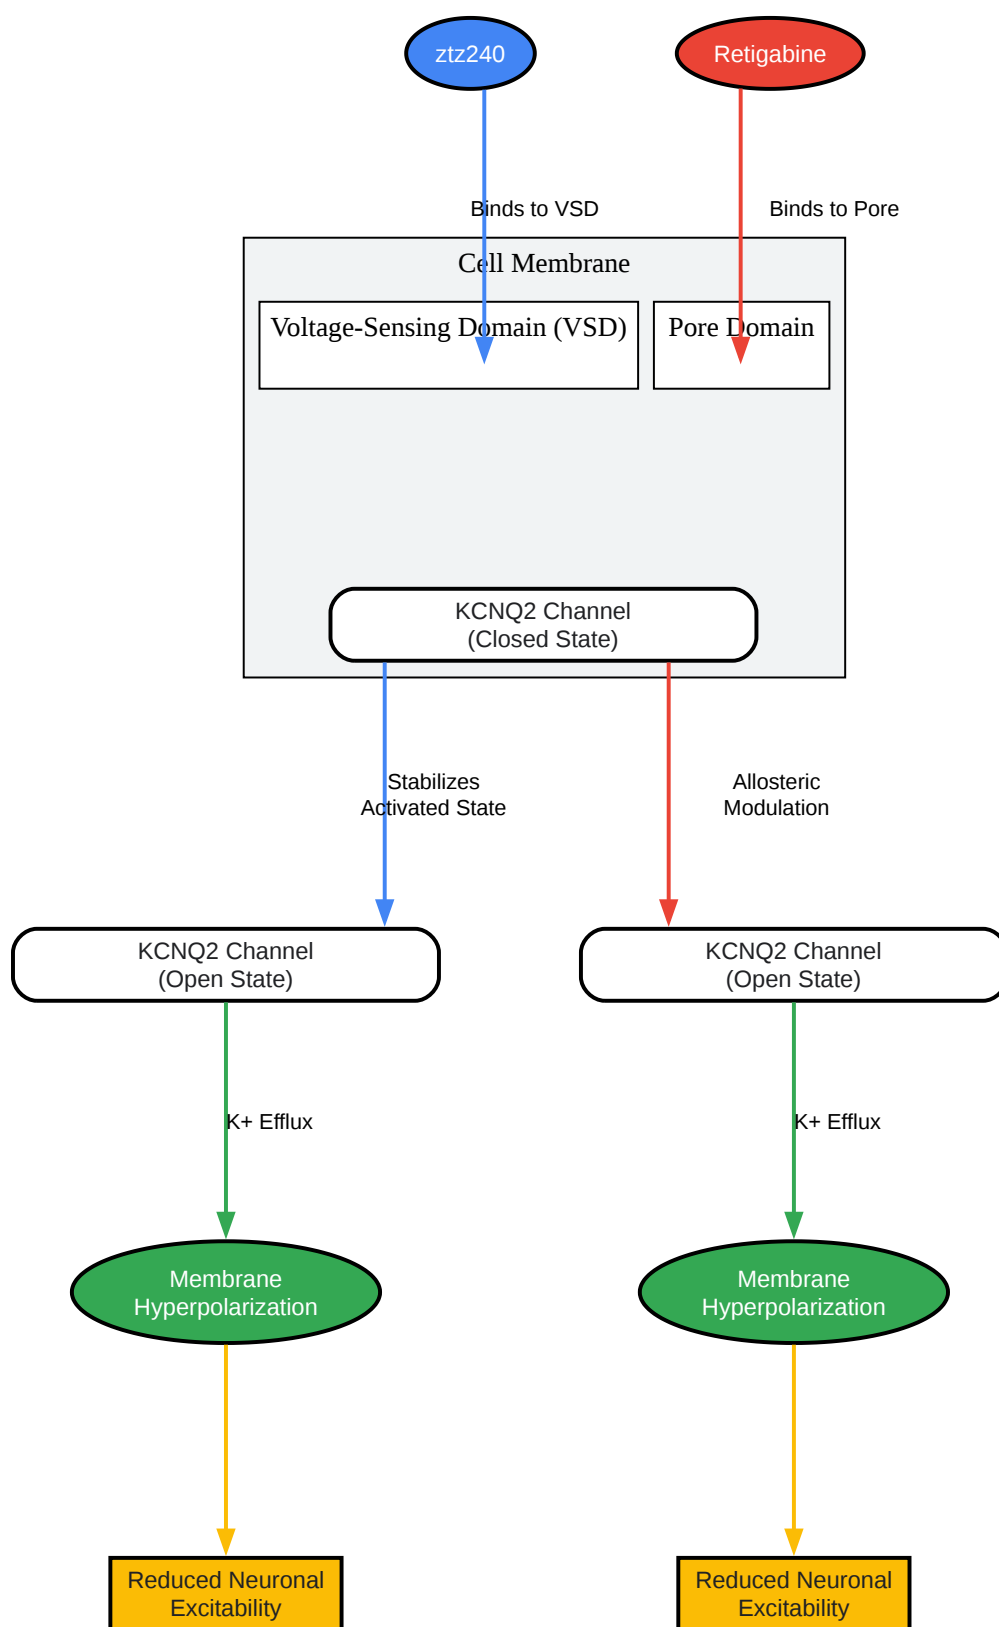 ztz240
Retigabine
Binds to VSD
Binds to Pore
Cell Membrane
Voltage-Sensing Domain (VSD)
Pore Domain
KCNQ2 Channel
(Closed State)
Stabilizes
Activated State
Allosteric
Modulation
KCNQ2 Channel
(Open State)
KCNQ2 Channel
(Open State)
K+ Efflux
K+ Efflux
Membrane
Hyperpolarization
Membrane
Hyperpolarization
Reduced Neuronal
Excitability
Reduced Neuronal
Excitability